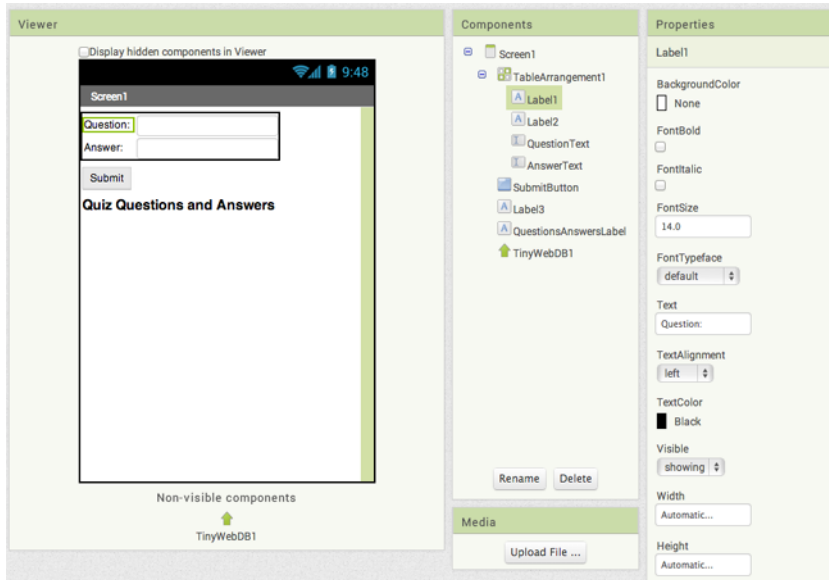 Viewer
Display hidden components in Viewer
9:48
Screen1
Question:
Answer:
Submit
Quiz Questions and Answers
Non-visible components
TinyWebDB1
Components
Screen1
TableArrangement1
Label1
Label2
QuestionText
AnswerText
SubmitButton
Label3
QuestionsAnswersLabel
TinyWebDB1
Rename Delete
Media
Upload File ...
Properties
Label1
BackgroundColor
None
FontBold
FontItalic
FontSize
14.0
FontTypeface
default
Text
Question:
TextAlignment
left
TextColor
Black
Visible
showing
Width
Automatic...
Height
Automatic...